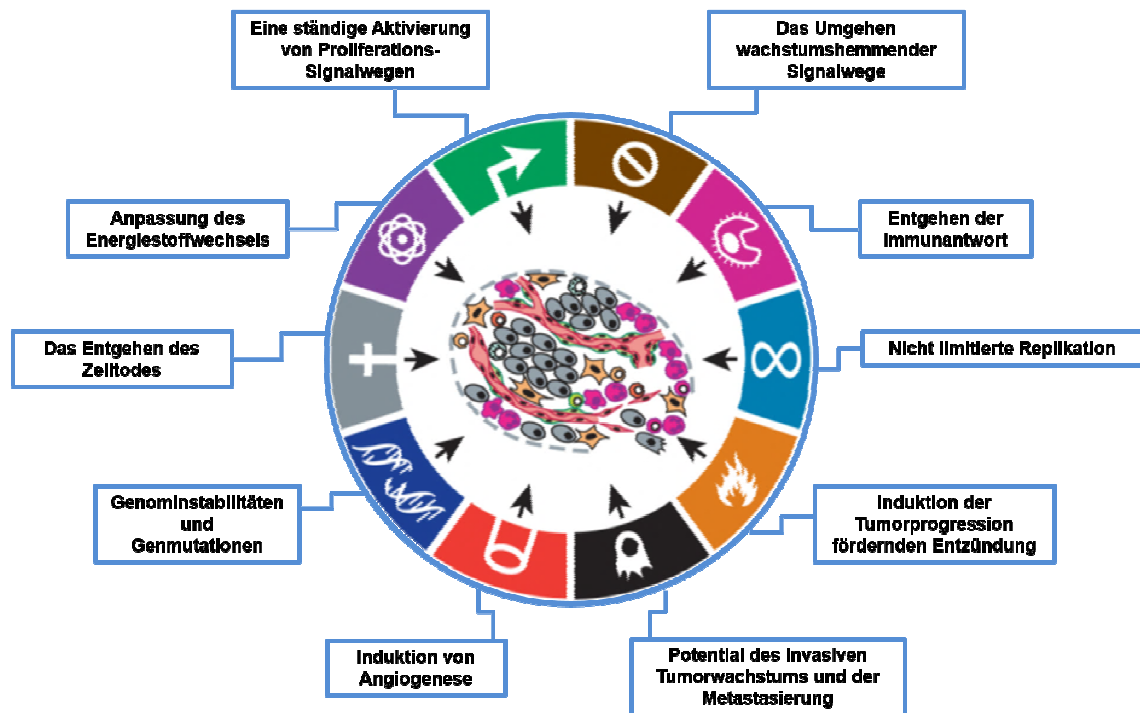 Eine ständige Aktivierung
von Proliferations-
Signalwegen
Das Umgehen
wachstumshemmender
Signalwege
Anpassung des
Energiestoffwechsels
Entgehen der
Immunantwort
Das Entgehen des
Zelltodes
Nicht limitierte Replikation
Genominstabilitäten
und
Genmutationen
Induktion der
Tumorprogression
fördernden Entzündung
Induktion von
Angiogenese
Potential des invasiven
Tumorwachstums und der
Metastasierung